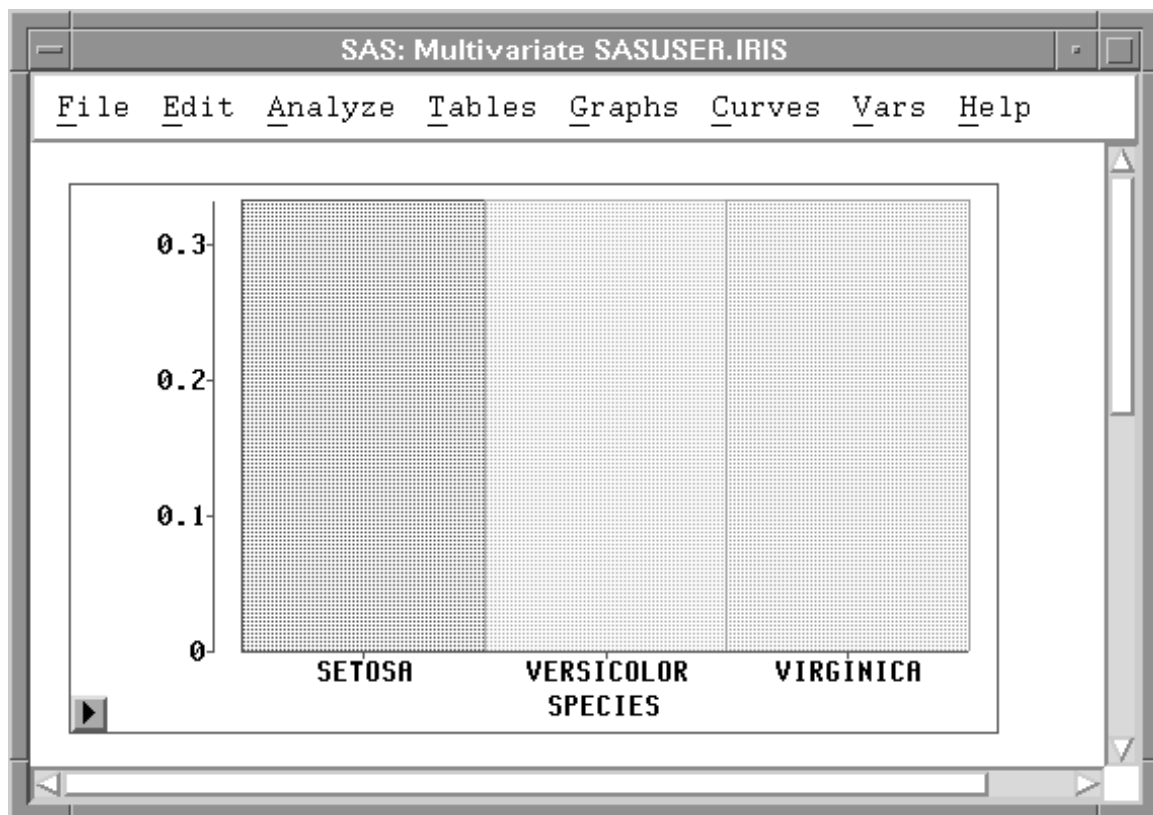 SAS: Multivariate SASUSER.IRIS
File Edit Analyze Tables Graphs Curves Vars Help
0.3
0.2
0.1
0
SETOSA VERSICOLOR VIRGINICA
SPECIES